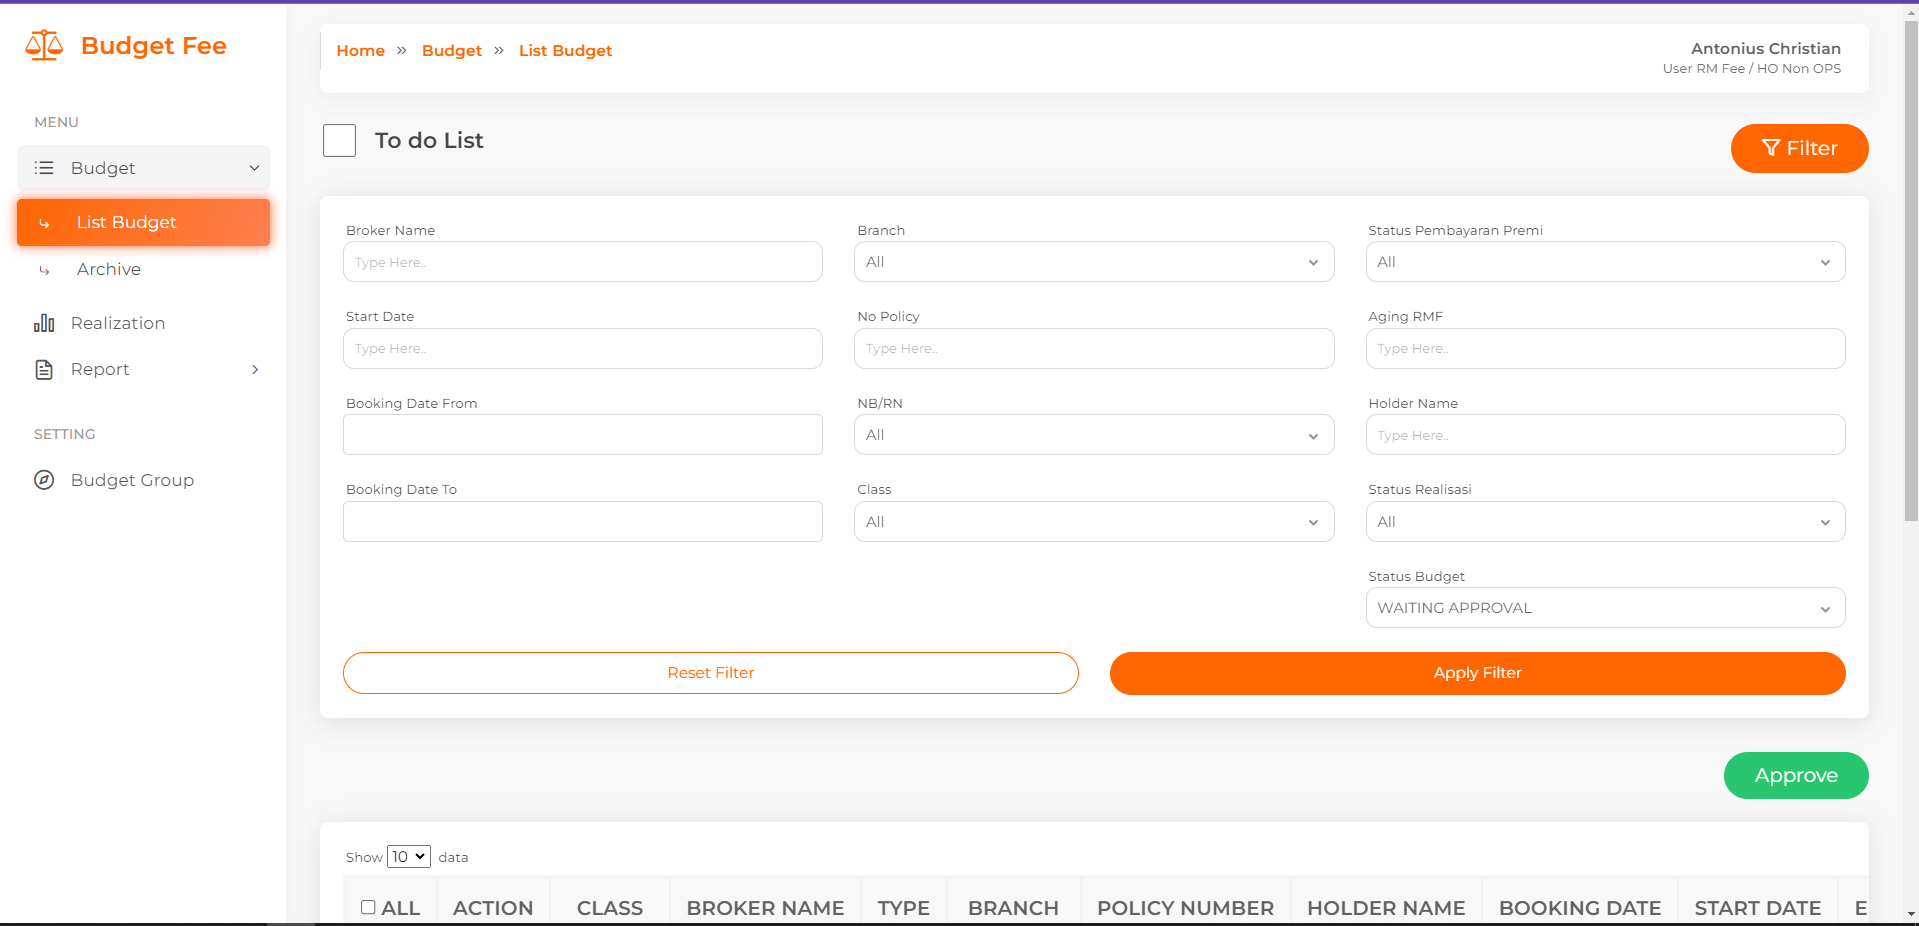 Budget Fee
MENU
Budget
List Budget
Archive
Realization
Report
SETTING
Budget Group
Home » Budget » List Budget
Antonius Christian
User RM Fee / HO Non OPS
To do List
Filter
Broker Name
Type Here..
Branch
All
Status Pembayaran Premi
All
Start Date
Type Here..
No Policy
Type Here..
Aging RMF
Type Here..
Booking Date From
NB/RN
All
Holder Name
Type Here..
Booking Date To
Class
All
Status Realisasi
All
Status Budget
WAITING APPROVAL
Reset Filter
Apply Filter
Approve
Show 10 data
ALL ACTION CLASS BROKER NAME TYPE BRANCH POLICY NUMBER HOLDER NAME BOOKING DATE START DATE E